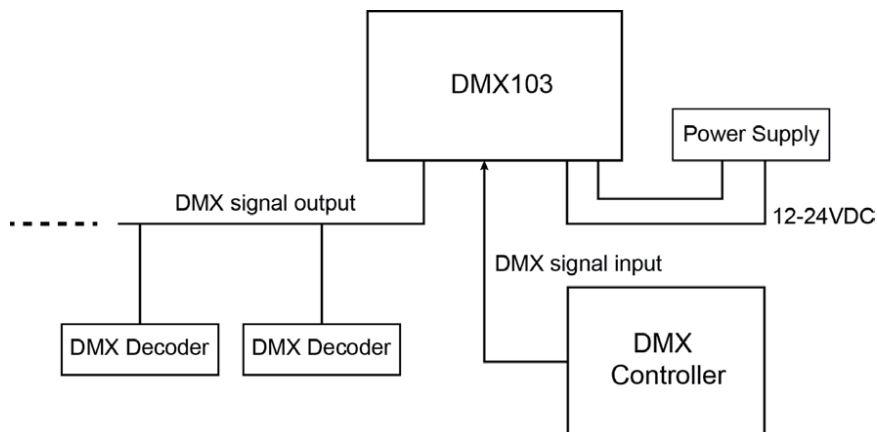 DMX103
Power Supply
DMX signal output
12-24VDC
DMX signal input
DMX Decoder
DMX Decoder
DMX
Controller